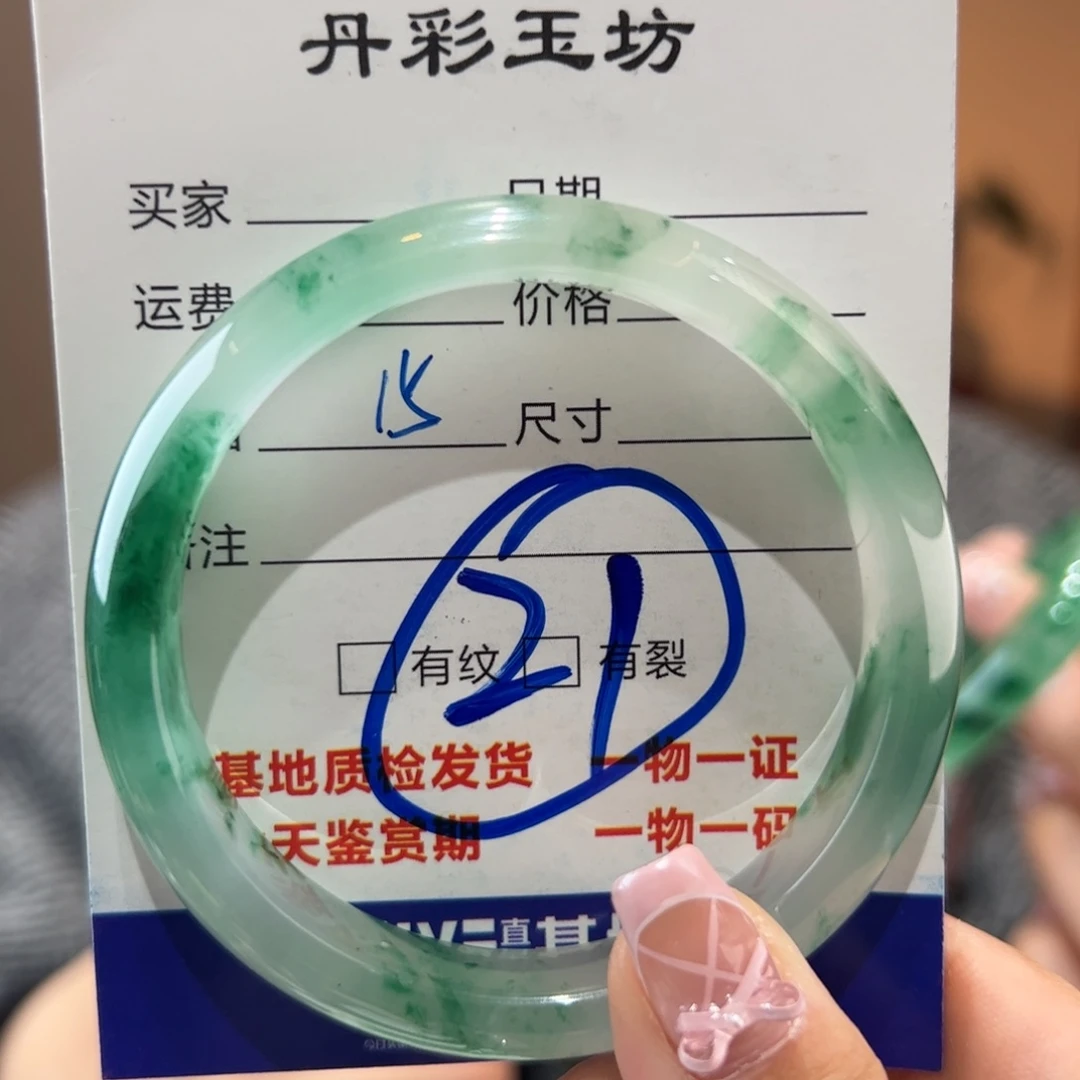 丹彩玉坊
买家 日期
运费 价格
15 尺寸
注
21
有纹 有裂
基地质检发货 一物一证
天鉴赏期 一物一码
真 基